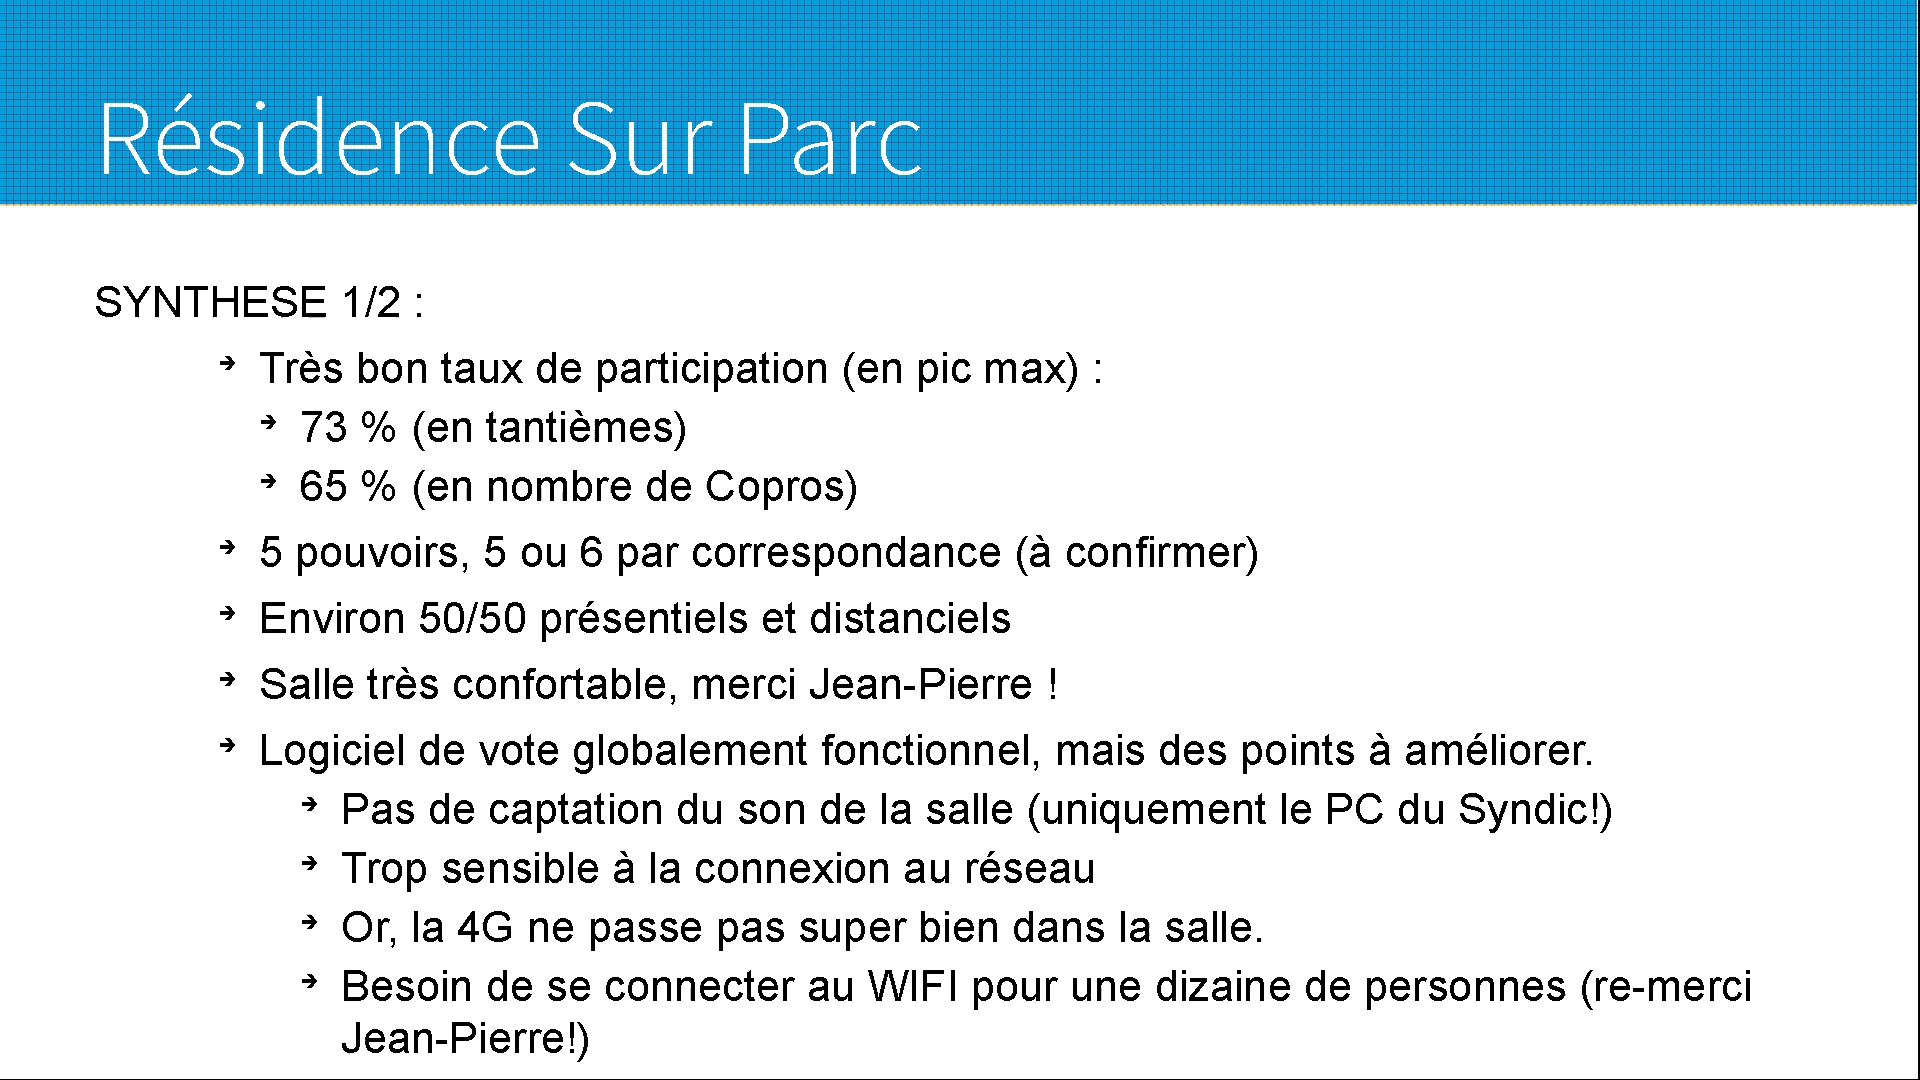 Résidence Sur Parc
SYNTHESE 1/2 :
➔ Très bon taux de participation (en pic max) :
➔ 73 % (en tantièmes)
➔ 65 % (en nombre de Copros)
➔ 5 pouvoirs, 5 ou 6 par correspondance (à confirmer)
➔ Environ 50/50 présentiels et distanciels
➔ Salle très confortable, merci Jean-Pierre !
➔ Logiciel de vote globalement fonctionnel, mais des points à améliorer.
➔ Pas de captation du son de la salle (uniquement le PC du Syndic!)
➔ Trop sensible à la connexion au réseau
➔ Or, la 4G ne passe pas super bien dans la salle.
➔ Besoin de se connecter au WIFI pour une dizaine de personnes (re-merci
Jean-Pierre!)